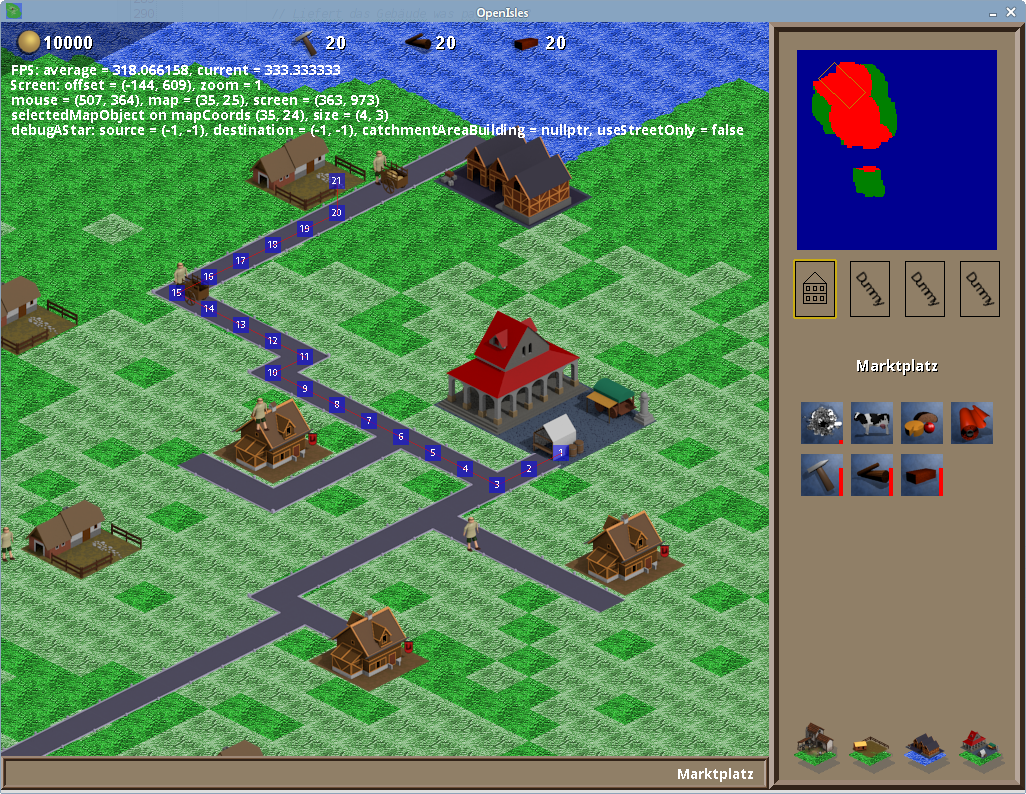 OpenIsles
10000
20
20
20
FPS: average = 318.066158, current = 333.333333
Screen: offset = (-144, 609), zoom = 1
mouse = (507, 364), map = (35, 25), screen = (363, 973)
selectedMapObject on mapCoords (35, 24), size = (4, 3)
debugAStar: source = (-1, -1), destination = (-1, -1), catchmentAreaBuilding = nullptr, useStreetOnly = false
21
20
19
18
17
16
15
14
13
12
11
10
9
8
7
6
5
4
3
2
1
Dummy
Dummy
Dummy
Marktplatz
Marktplatz